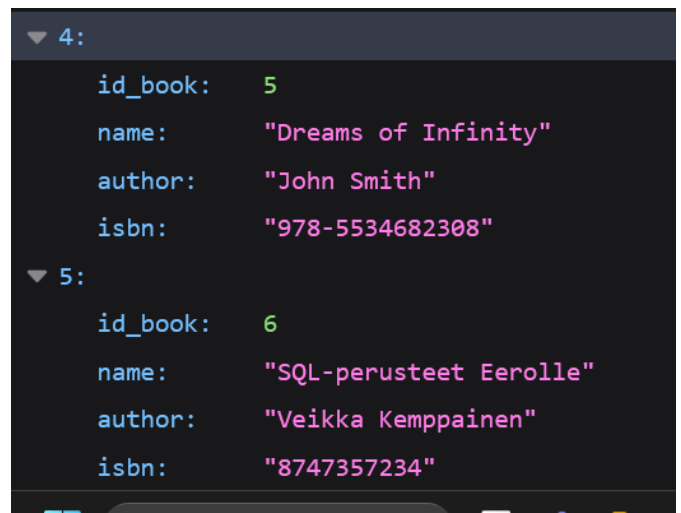 4:
id_book: 5
name: "Dreams of Infinity"
author: "John Smith"
isbn: "978-5534682308"
5:
id_book: 6
name: "SQL-perusteet Eerolle"
author: "Veikka Kemppainen"
isbn: "8747357234"